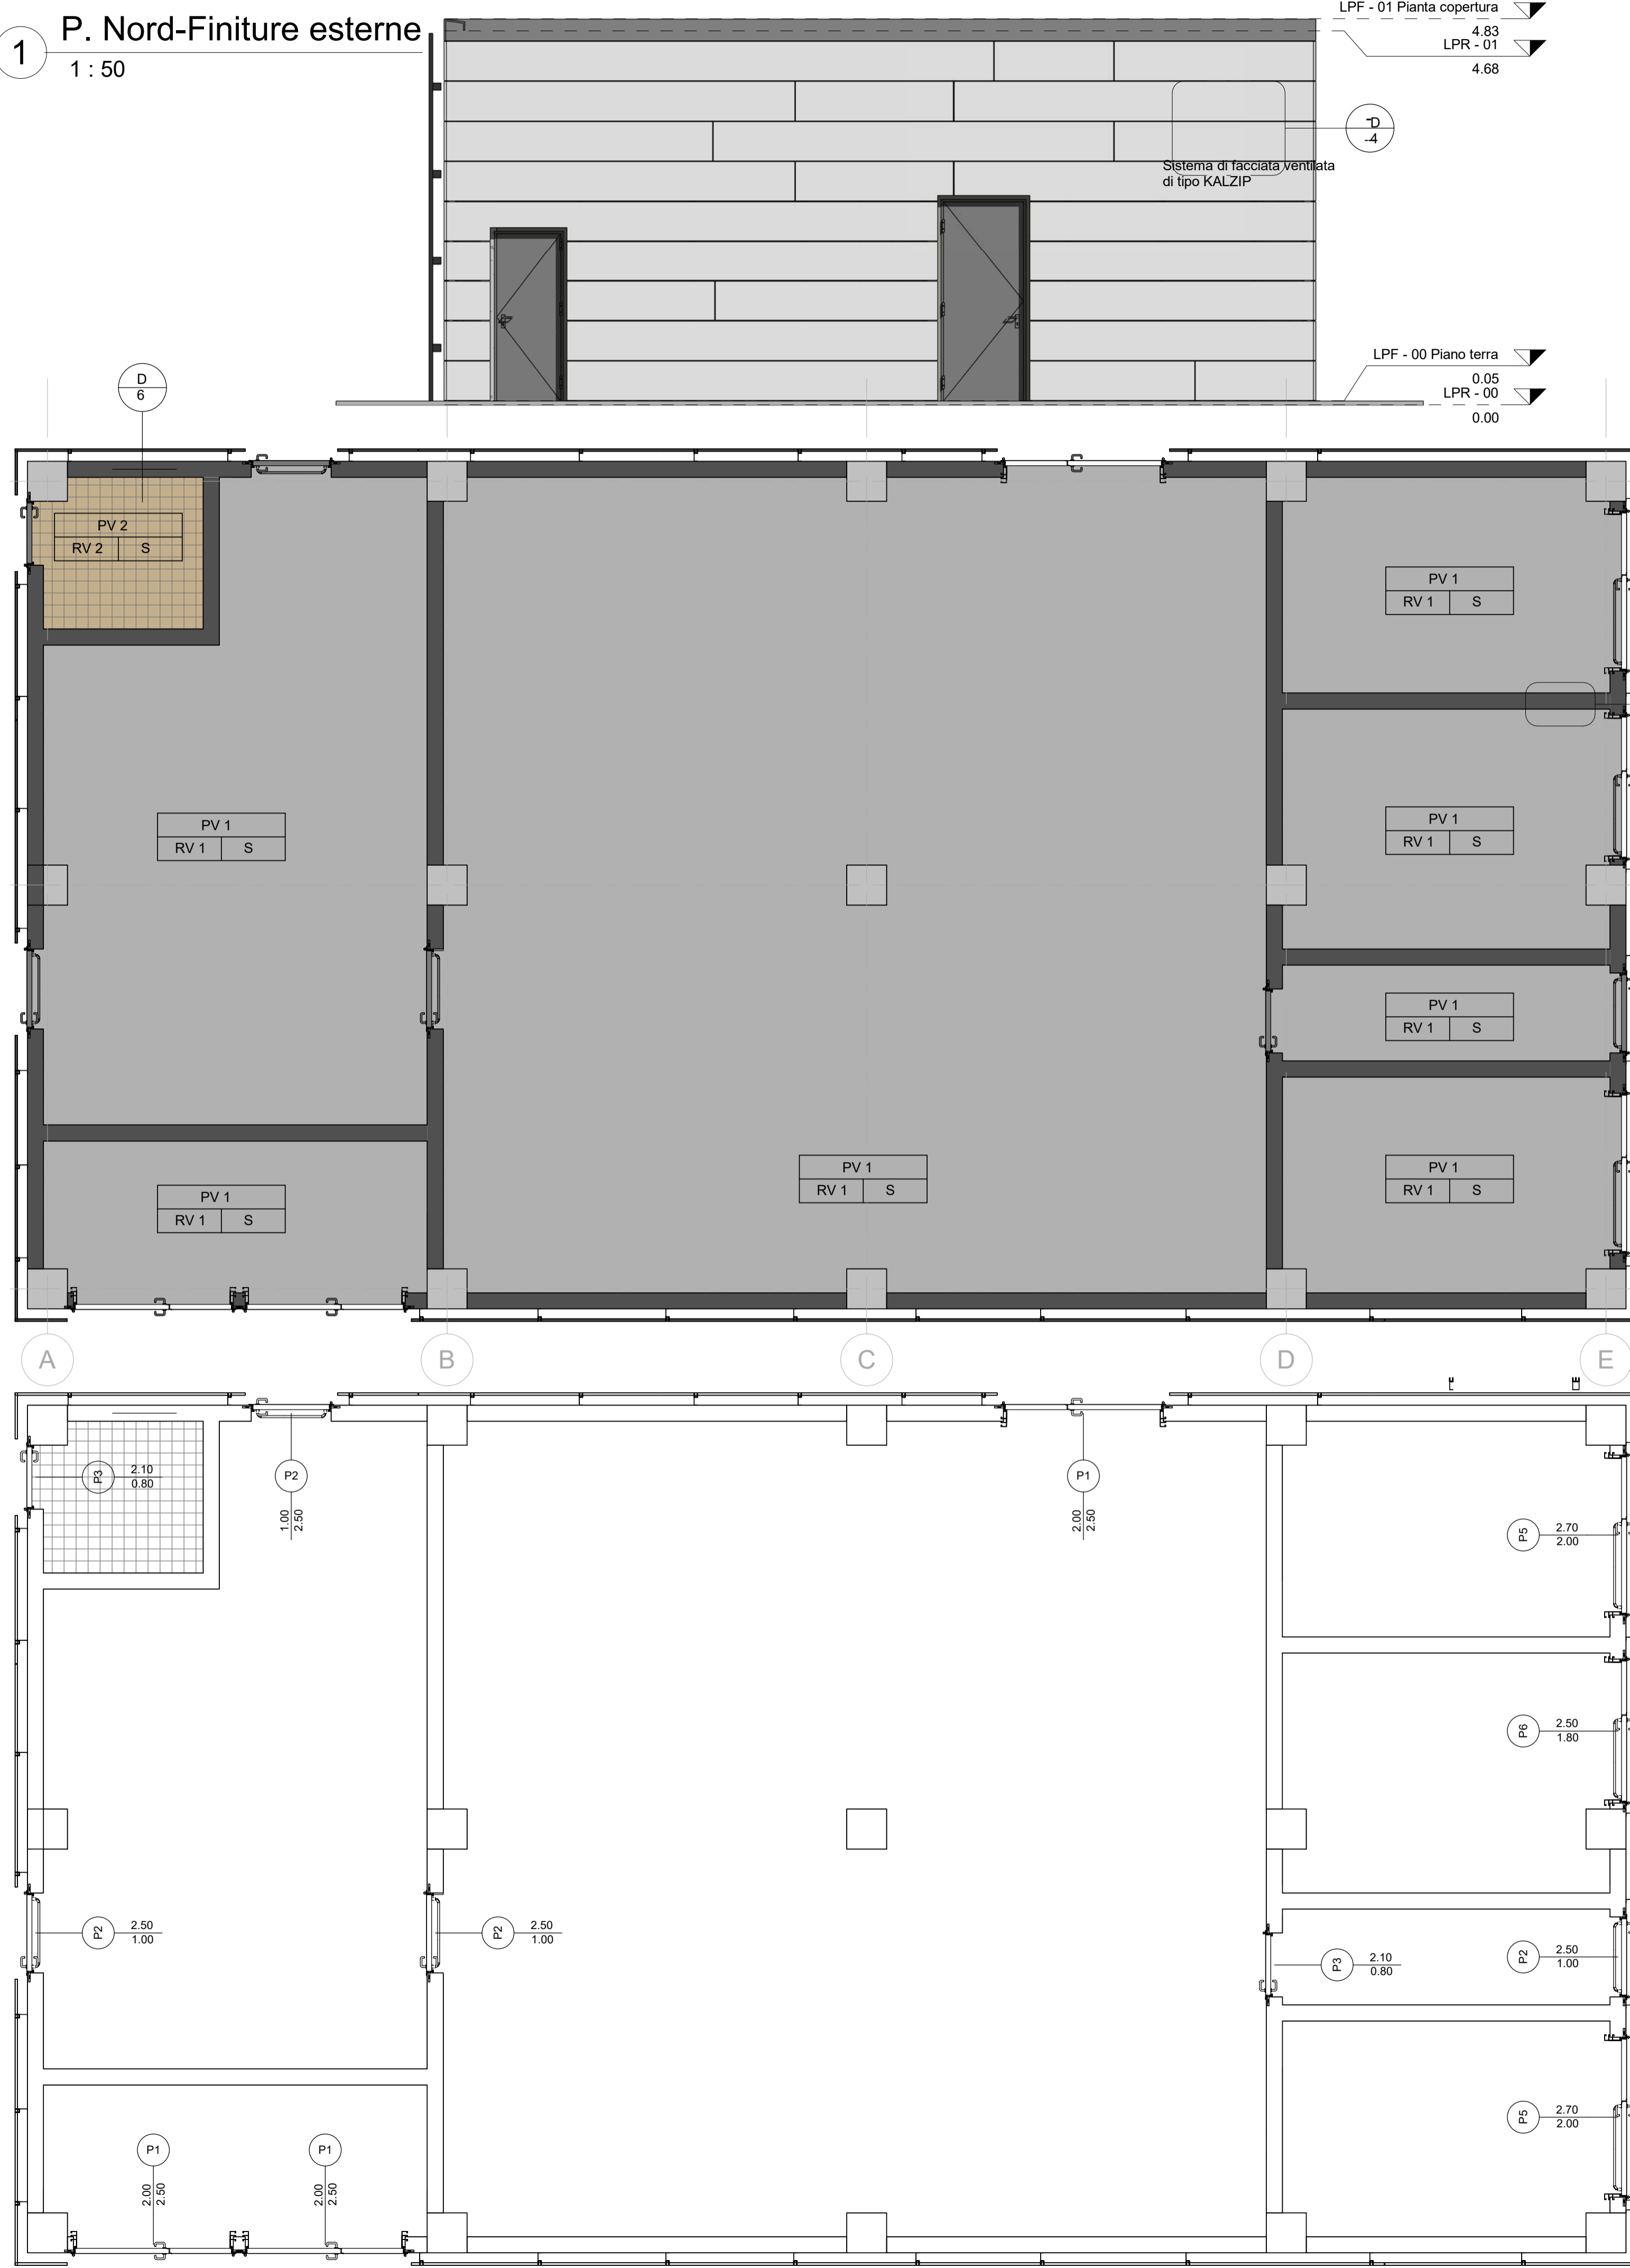 1
P. Nord-Finiture esterne
1 : 50
LPF - 01 Pianta copertura
4.83
LPR - 01
4.68
D
4
Sistema di facciata ventilata
di tipo KALZIP
LPF - 00 Piano terra
0.05
LPR - 00
0.00
D
6
PV 2
RV 2 S
PV 1
RV 1 S
PV 1
RV 1 S
PV 1
RV 1 S
PV 1
RV 1 S
PV 1
RV 1 S
PV 1
RV 1 S
PV 1
RV 1 S
A B C D E
P3 2.10
0.80
P2
1.00
2.50
P1
2.00
2.50
P5 2.70
2.00
P6 2.50
1.80
P2 2.50
1.00
P2 2.50
1.00
P3 2.10
0.80
P2 2.50
1.00
P5 2.70
2.00
P1
2.00
2.50
P1
2.00
2.50